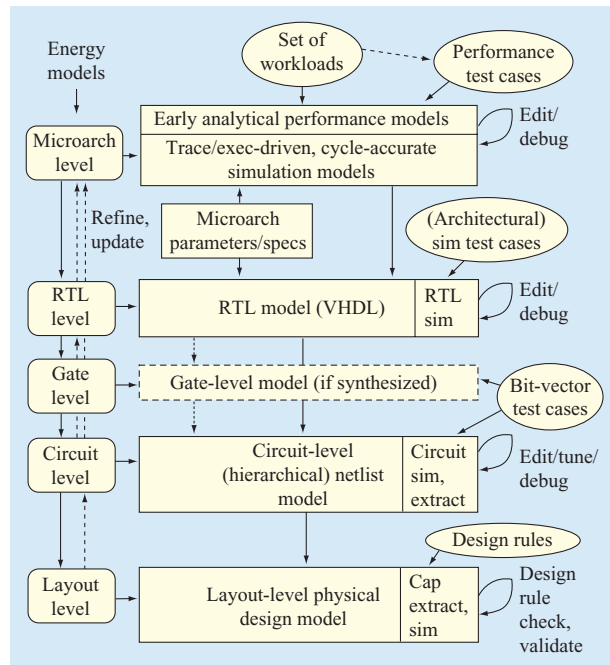 Energy
models
Set of
workloads
Performance
test cases
Microarch
level
Early analytical performance models
Trace/exec-driven, cycle-accurate
simulation models
Edit/
debug
Refine,
update
Microarch
parameters/specs
(Architectural)
sim test cases
RTL
level
RTL model (VHDL)
RTL
sim
Edit/
debug
Gate
level
Gate-level model (if synthesized)
Bit-vector
test cases
Circuit
level
Circuit-level
(hierarchical) netlist
model
Circuit
sim,
extract
Edit/tune/
debug
Design rules
Layout
level
Layout-level physical
design model
Cap
extract,
sim
Design
rule
check,
validate